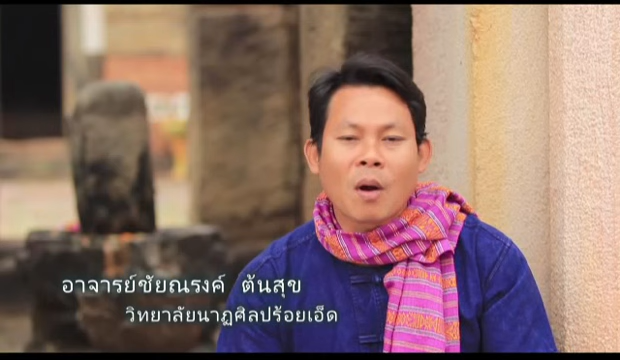 อาจารย์ชัยณรงค์ ต้นสุข
วิทยาลัยนาฏศิลปร้อยเอ็ด